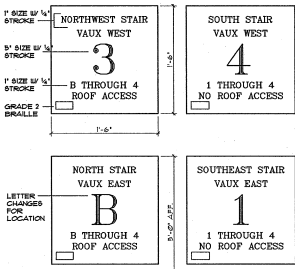 1" SIZE W/ 1/8"
STROKE
5" SIZE W/ 1/4"
STROKE
1" SIZE W/ 1/8"
STROKE
GRADE 2
BRAILLE
NORTHWEST STAIR
VAUX WEST
3
B THROUGH 4
ROOF ACCESS
1'-6"
1'-6"
SOUTH STAIR
VAUX WEST
4
1 THROUGH 4
NO ROOF ACCESS
LETTER
CHANGES
FOR
LOCATION
NORTH STAIR
VAUX EAST
B
B THROUGH 4
ROOF ACCESS
5'-0" AFF.
SOUTHEAST STAIR
VAUX EAST
1
1 THROUGH 4
NO ROOF ACCESS